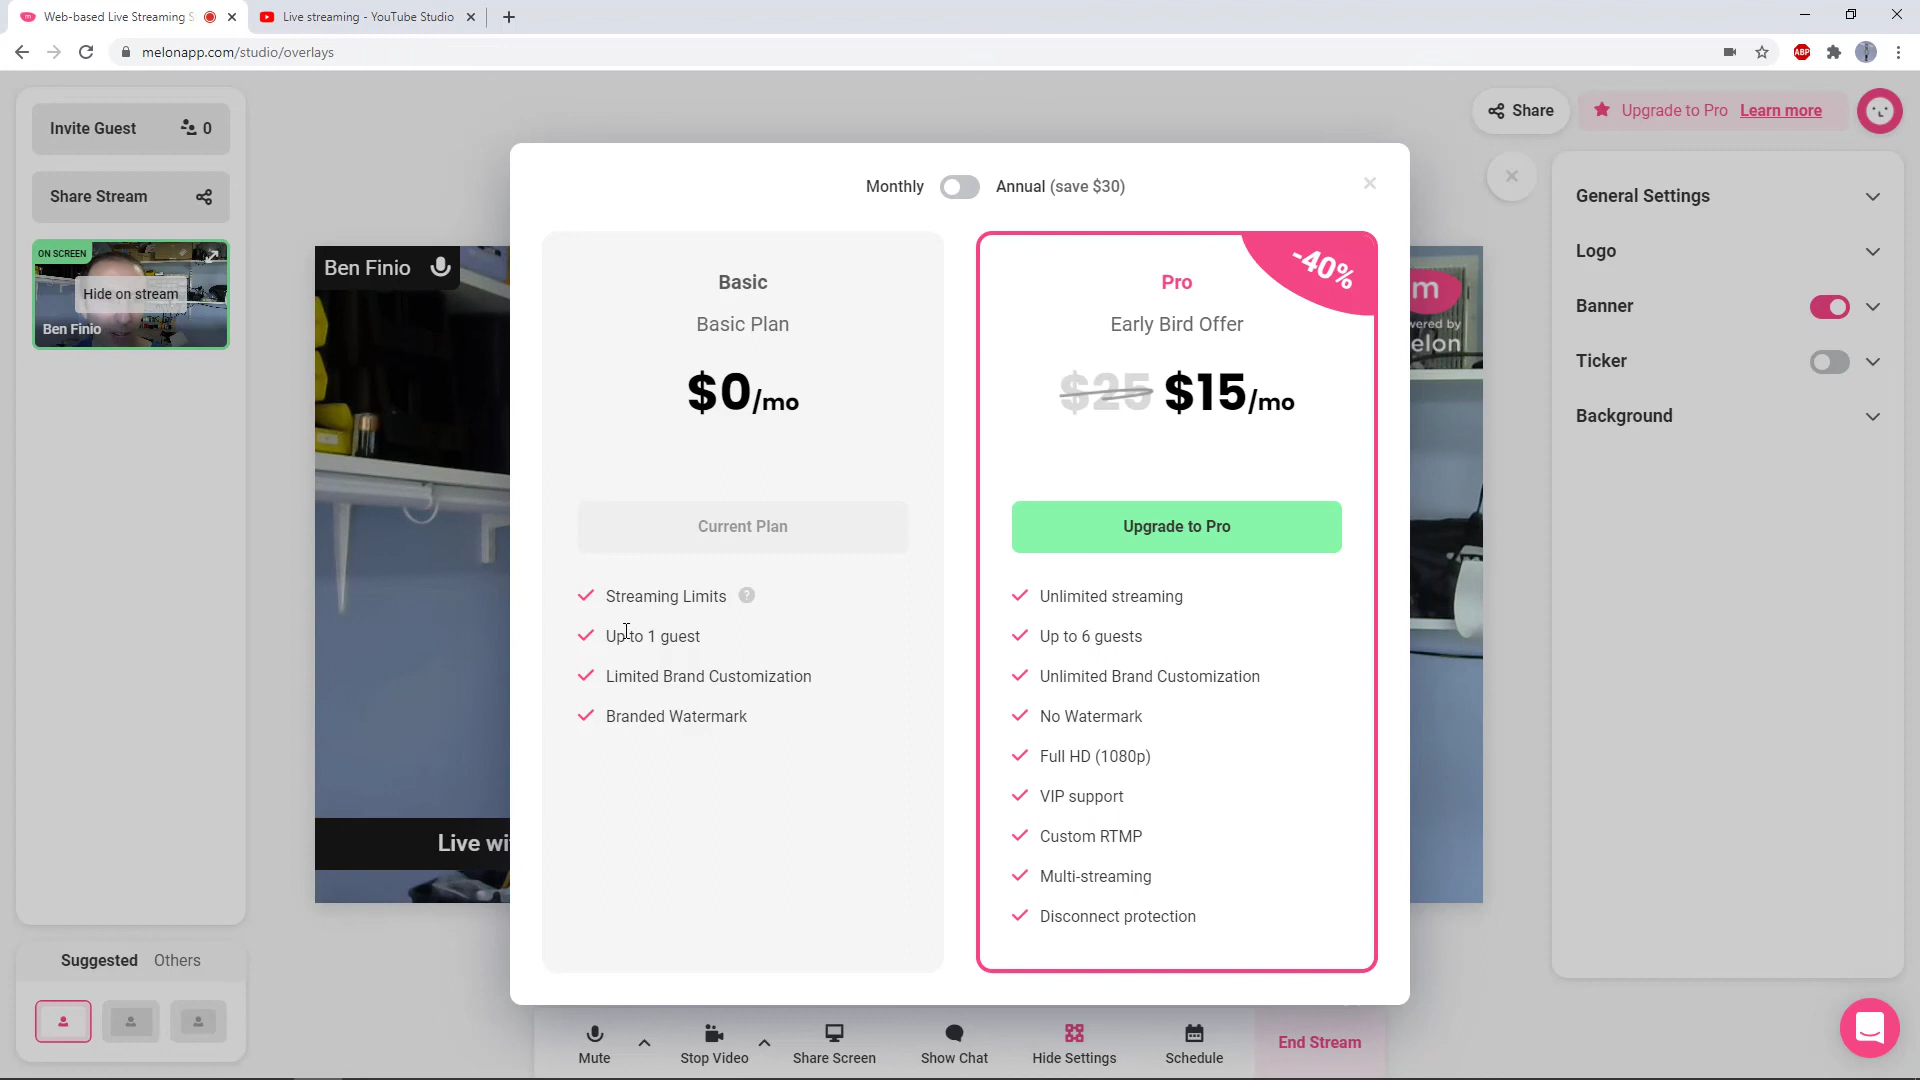 Web-based Live Streaming S
Live streaming - YouTube Studio
melonapp.com/studio/overlays
ABP
Invite Guest 0
Share Stream
ON SCREEN
Hide on stream
Ben Finio
Suggested Others
Ben Finio
Live wi
Share
Upgrade to Pro Learn more
m
wered by
elon
General Settings
Logo
Banner
Ticker
Background
Monthly Annual (save $30)
Basic
Basic Plan
$0/mo
Current Plan
Streaming Limits ?
Up to 1 guest
Limited Brand Customization
Branded Watermark
-40%
Pro
Early Bird Offer
$25 $15/mo
Upgrade to Pro
Unlimited streaming
Up to 6 guests
Unlimited Brand Customization
No Watermark
Full HD (1080p)
VIP support
Custom RTMP
Multi-streaming
Disconnect protection
Mute
Stop Video
Share Screen
Show Chat
Hide Settings
Schedule
End Stream